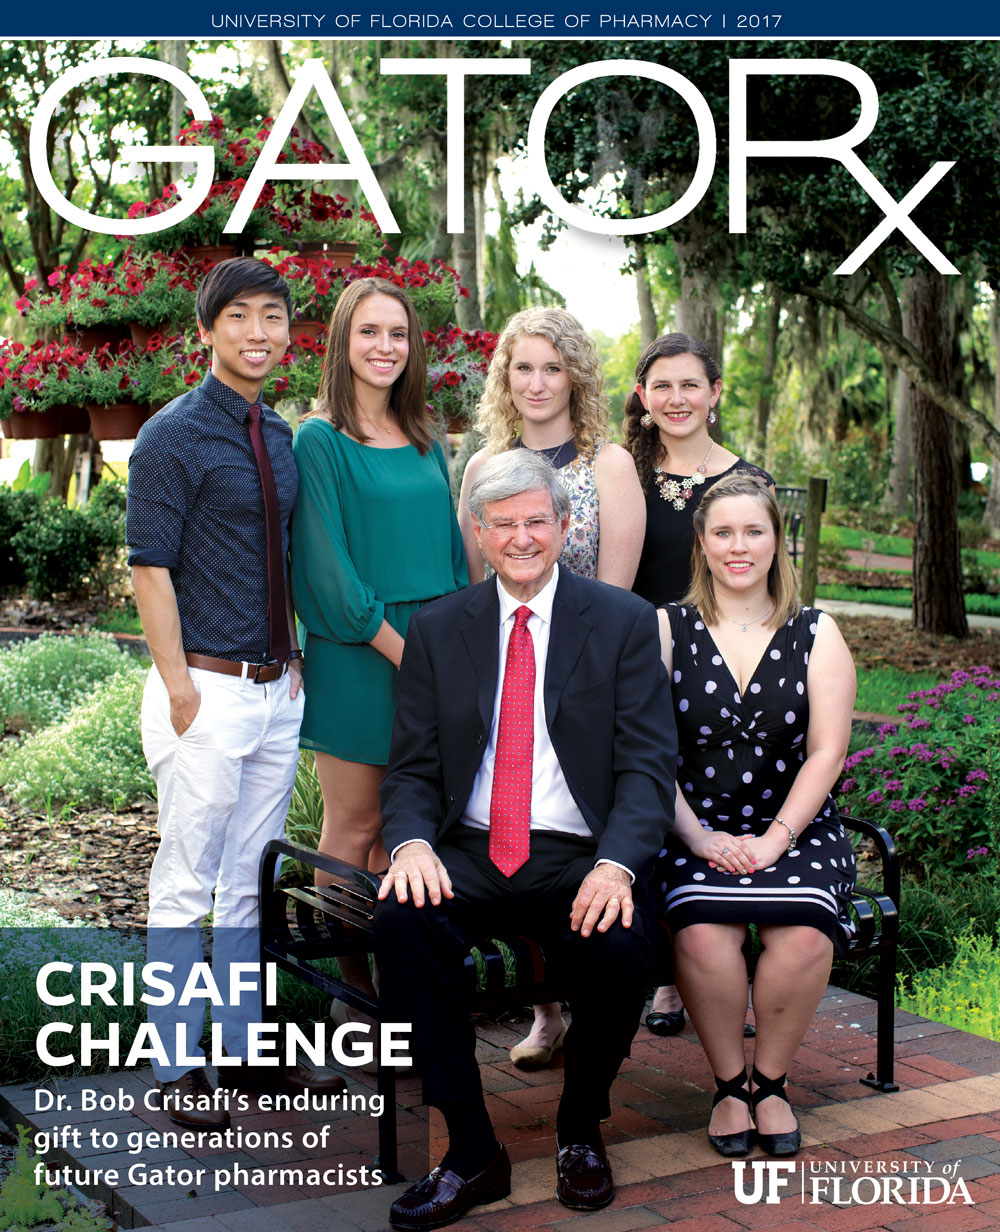 UNIVERSITY OF FLORIDA COLLEGE OF PHARMACY | 2017
GATORx
CRISAFI
CHALLENGE
Dr. Bob Crisafi's enduring
gift to generations of
future Gator pharmacists
UF | UNIVERSITY of
FLORIDA